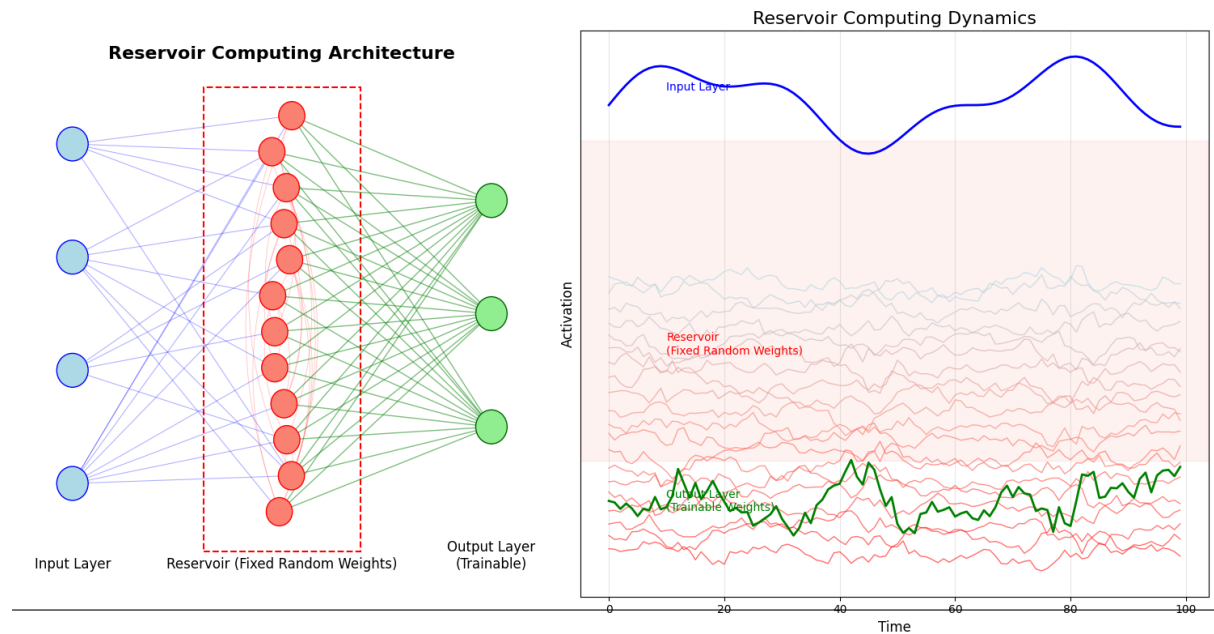 Reservoir Computing Architecture
Input Layer
Reservoir (Fixed Random Weights)
Output Layer
(Trainable)
Reservoir Computing Dynamics
Activation
Input Layer
Reservoir
(Fixed Random Weights)
Output Layer
(Trainable Weights)
0 20 40 60 80 100
Time